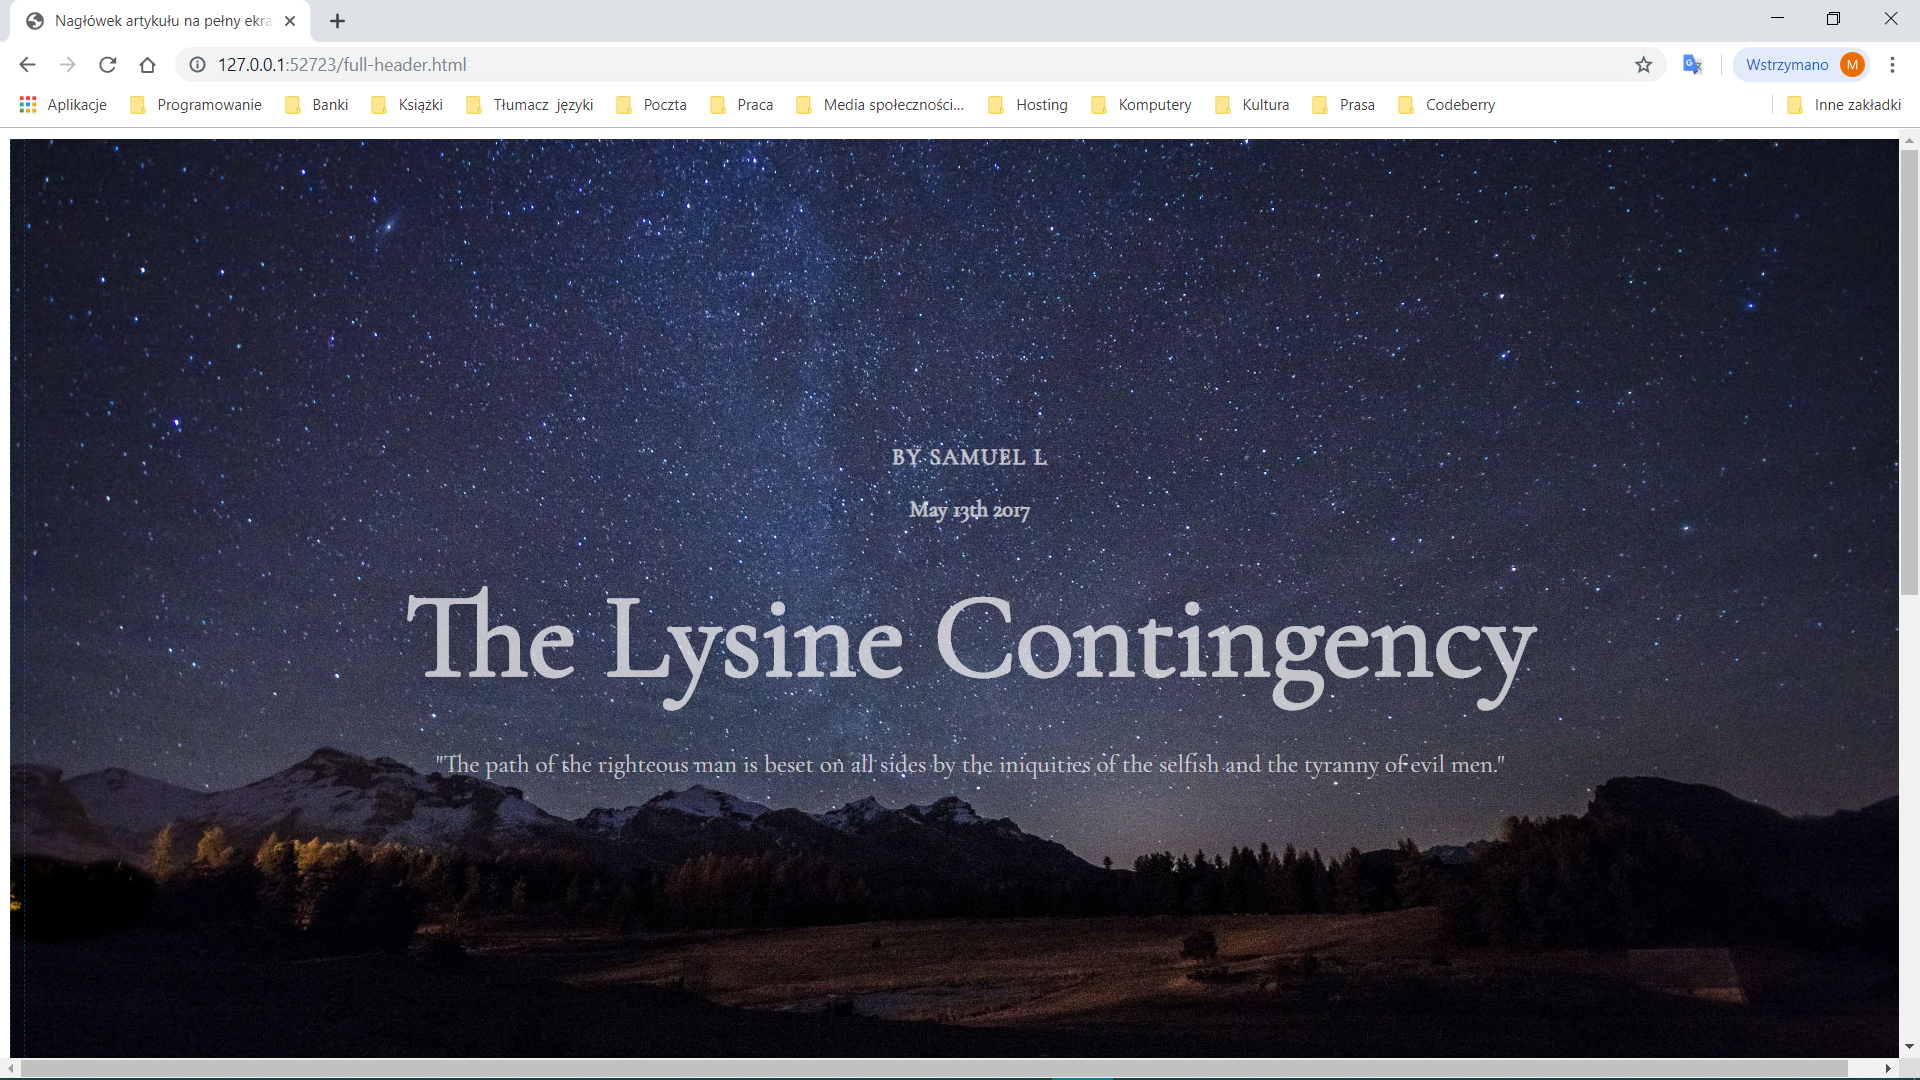 Nagłówek artykułu na pełny ekra
127.0.0.1:52723/full-header.html
Wstrzymano M
Aplikacje Programowanie Banki Książki Tłumacz języki Poczta Praca Media społeczności... Hosting Komputery Kultura Prasa Codeberry Inne zakładki
BY SAMUEL L
May 13th 2017
The Lysine Contingency
"The path of the righteous man is beset on all sides by the iniquities of the selfish and the tyranny of evil men."